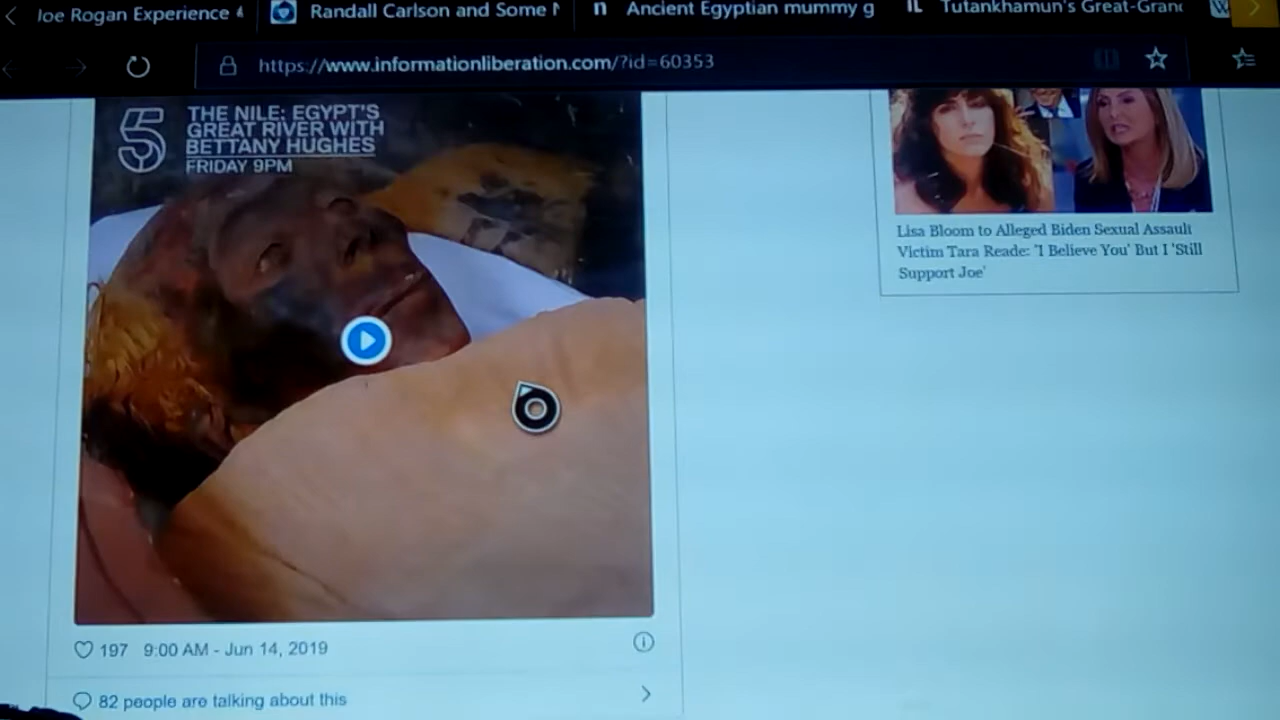 Joe Rogan Experience
Randall Carlson and Some
Ancient Egyptian mummy g
Tutankhamun's Great-Gran
https://www.informationliberation.com/?id=60353
5
THE NILE: EGYPT'S
GREAT RIVER WITH
BETTANY HUGHES
FRIDAY 9PM
Lisa Bloom to Alleged Biden Sexual Assault
Victim Tara Reade: 'I Believe You' But I 'Still
Support Joe'
197 9:00 AM - Jun 14, 2019
82 people are talking about this